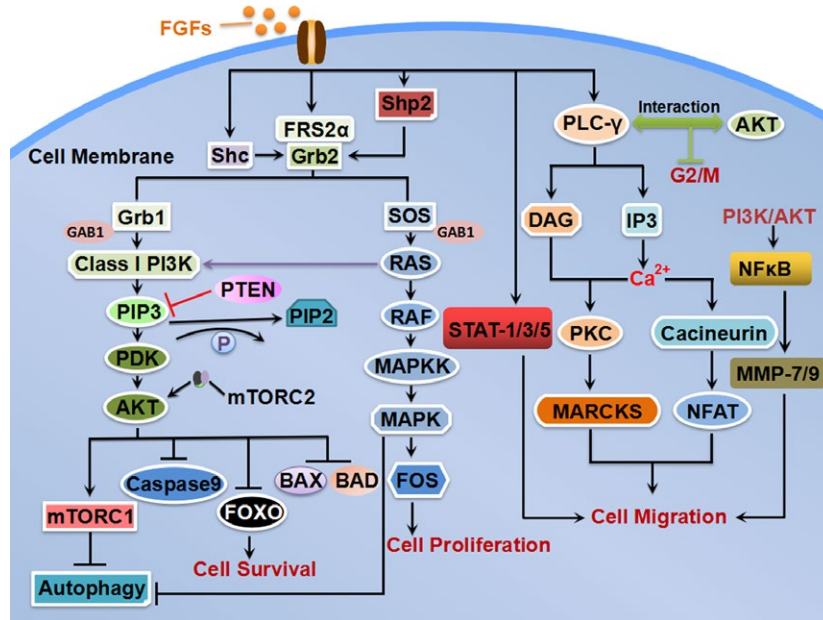 FGFs
Shp2
FRS2α
Interaction
PLC-γ
AKT
Cell Membrane
Shc
Grb2
G2/M
Grb1
SOS
DAG
IP3
PI3K/AKT
GAB1
GAB1
Class I PI3K
RAS
Ca2+
NFκB
PTEN
PIP3
PIP2
RAF
STAT-1/3/5
PKC
Cacineurin
P
PDK
MAPKK
MMP-7/9
AKT
mTORC2
MAPK
MARCKS
NFAT
Caspase9
BAX
BAD
FOS
mTORC1
FOXO
Cell Migration
Cell Proliferation
Cell Survival
Autophagy